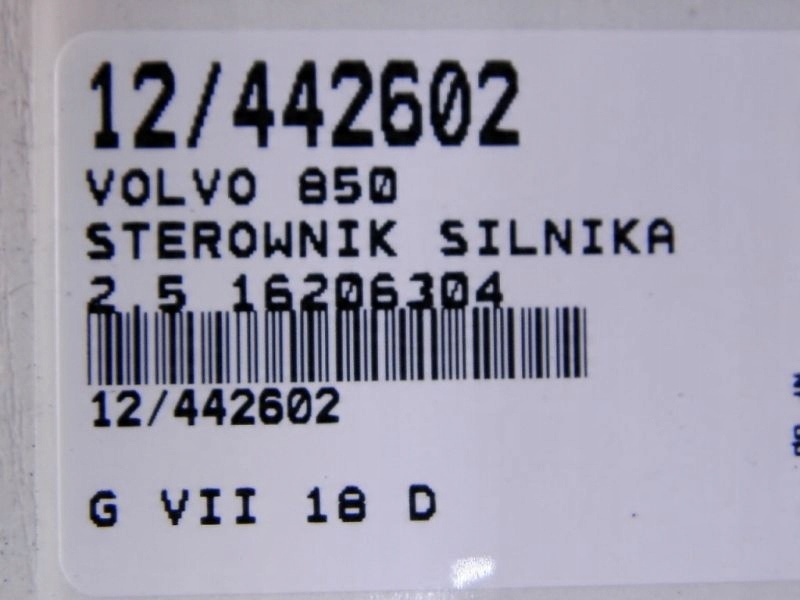 12/442602
VOLVO 850
STEROWNIK SILNIKA
2.5 16206304
12/442602
G VII 18 D